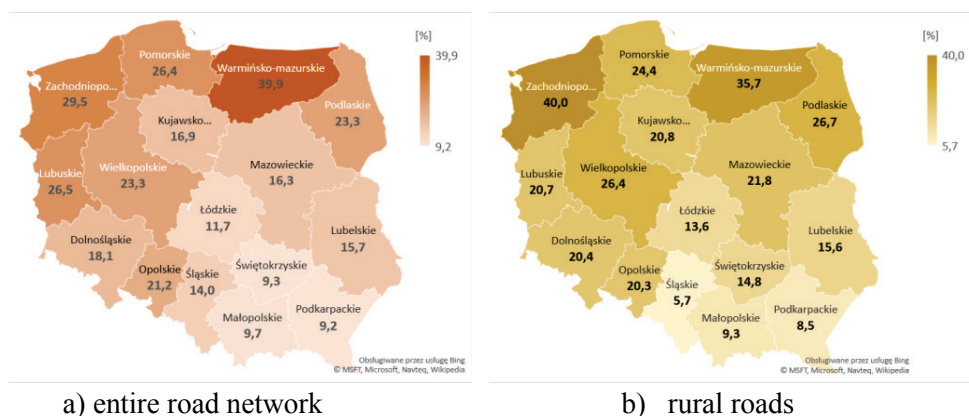 [%]
39,9
9,2
Pomorskie
26,4
Warmińsko-mazurskie
39,9
Zachodniopo...
29,5
Podlaskie
23,3
Kujawsko...
16,9
Mazowieckie
16,3
Wielkopolskie
23,3
Lubuskie
26,5
Łódzkie
11,7
Lubelskie
15,7
Dolnośląskie
18,1
Opolskie
21,2
Śląskie
14,0
Świętokrzyskie
9,3
Małopolskie
9,7
Podkarpackie
9,2
Obsługiwane przez usługę Bing
© MSFT, Microsoft, Navteq, Wikipedia
a) entire road network
[%]
40,0
5,7
Pomorskie
24,4
Warmińsko-mazurskie
35,7
Zachodniopo...
40,0
Podlaskie
26,7
Kujawsko...
20,8
Mazowieckie
21,8
Wielkopolskie
26,4
Lubuskie
20,7
Łódzkie
13,6
Lubelskie
15,6
Dolnośląskie
20,4
Opolskie
20,3
Śląskie
5,7
Świętokrzyskie
14,8
Małopolskie
9,3
Podkarpackie
8,5
Obsługiwane przez usługę Bing
© MSFT, Microsoft, Navteq, Wikipedia
b) rural roads